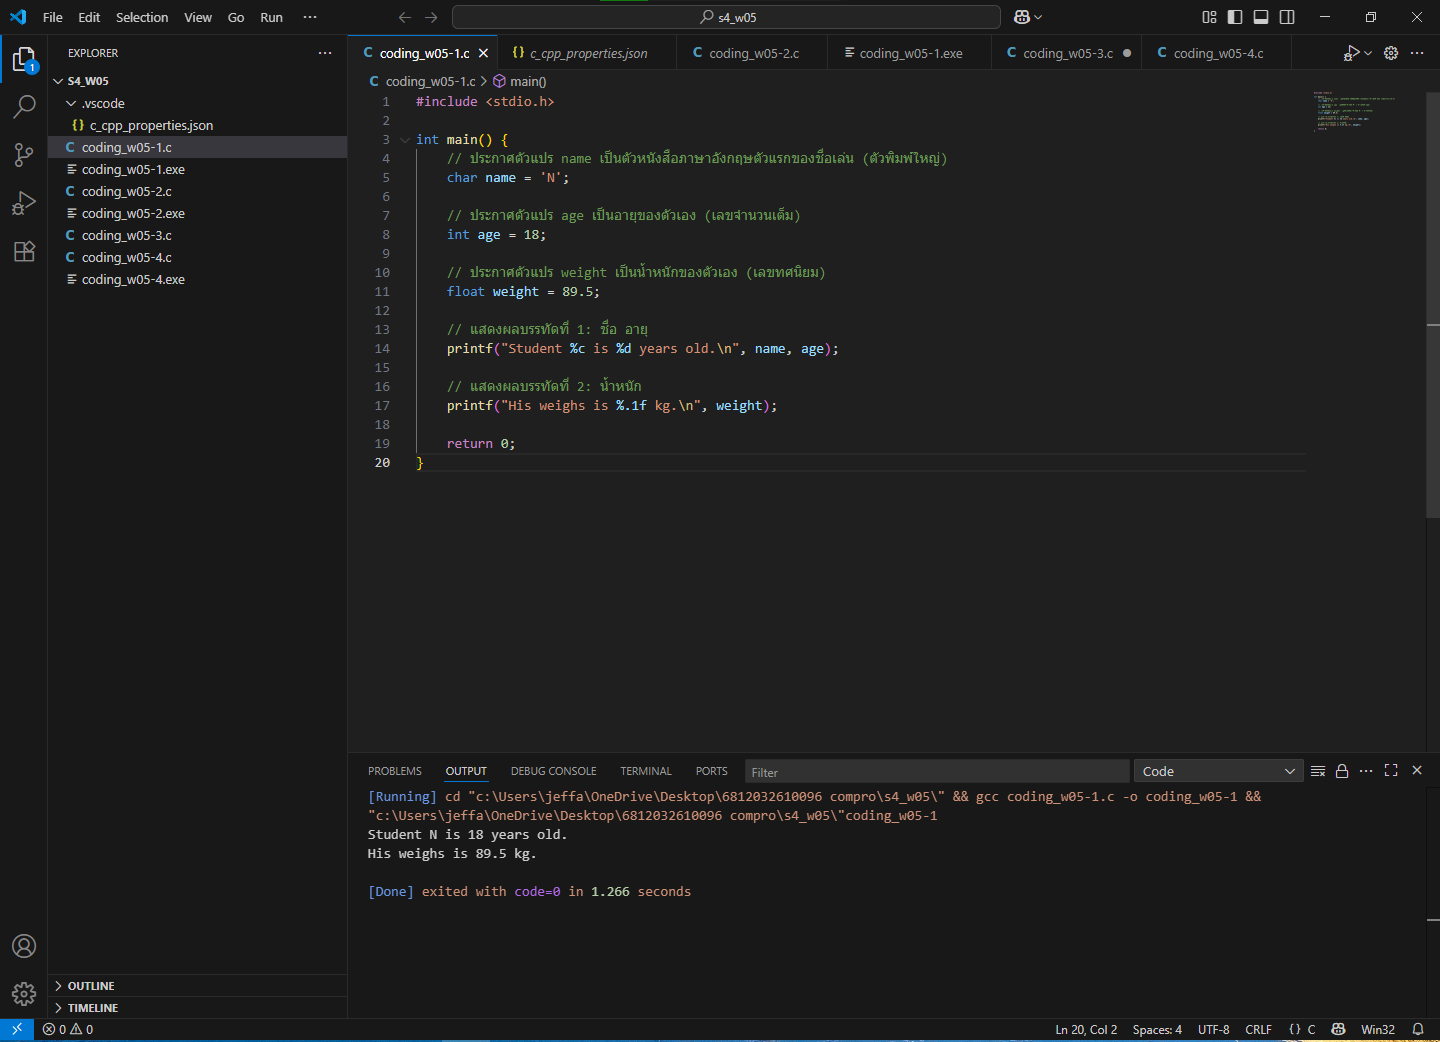 File Edit Selection View Go Run ··· s4_w05
EXPLORER ···
S4_W05
.vscode
{} c_cpp_properties.json
C coding_w05-1.c
coding_w05-1.exe
C coding_w05-2.c
coding_w05-2.exe
C coding_w05-3.c
C coding_w05-4.c
coding_w05-4.exe
OUTLINE
TIMELINE
C coding_w05-1.c {} c_cpp_properties.json C coding_w05-2.c coding_w05-1.exe C coding_w05-3.c C coding_w05-4.c
C coding_w05-1.c > main()
1 #include <stdio.h>
2
3 int main() {
4 // ประกาศตัวแปร name เป็นตัวหนังสือภาษาอังกฤษตัวแรกของชื่อเล่น (ตัวพิมพ์ใหญ่)
5 char name = 'N';
6
7 // ประกาศตัวแปร age เป็นอายุของตัวเอง (เลขจำนวนเต็ม)
8 int age = 18;
9
10 // ประกาศตัวแปร weight เป็นน้ำหนักของตัวเอง (เลขทศนิยม)
11 float weight = 89.5;
12
13 // แสดงผลบรรทัดที่ 1: ชื่อ อายุ
14 printf("Student %c is %d years old.\n", name, age);
15
16 // แสดงผลบรรทัดที่ 2: น้ำหนัก
17 printf("His weighs is %.1f kg.\n", weight);
18
19 return 0;
20 }
PROBLEMS OUTPUT DEBUG CONSOLE TERMINAL PORTS Filter Code
[Running] cd "c:\Users\jeffa\OneDrive\Desktop\6812032610096 compro\s4_w05\" && gcc coding_w05-1.c -o coding_w05-1 &&
"c:\Users\jeffa\OneDrive\Desktop\6812032610096 compro\s4_w05\"coding_w05-1
Student N is 18 years old.
His weighs is 89.5 kg.
[Done] exited with code=0 in 1.266 seconds
0 0 Ln 20, Col 2 Spaces: 4 UTF-8 CRLF {} C Win32